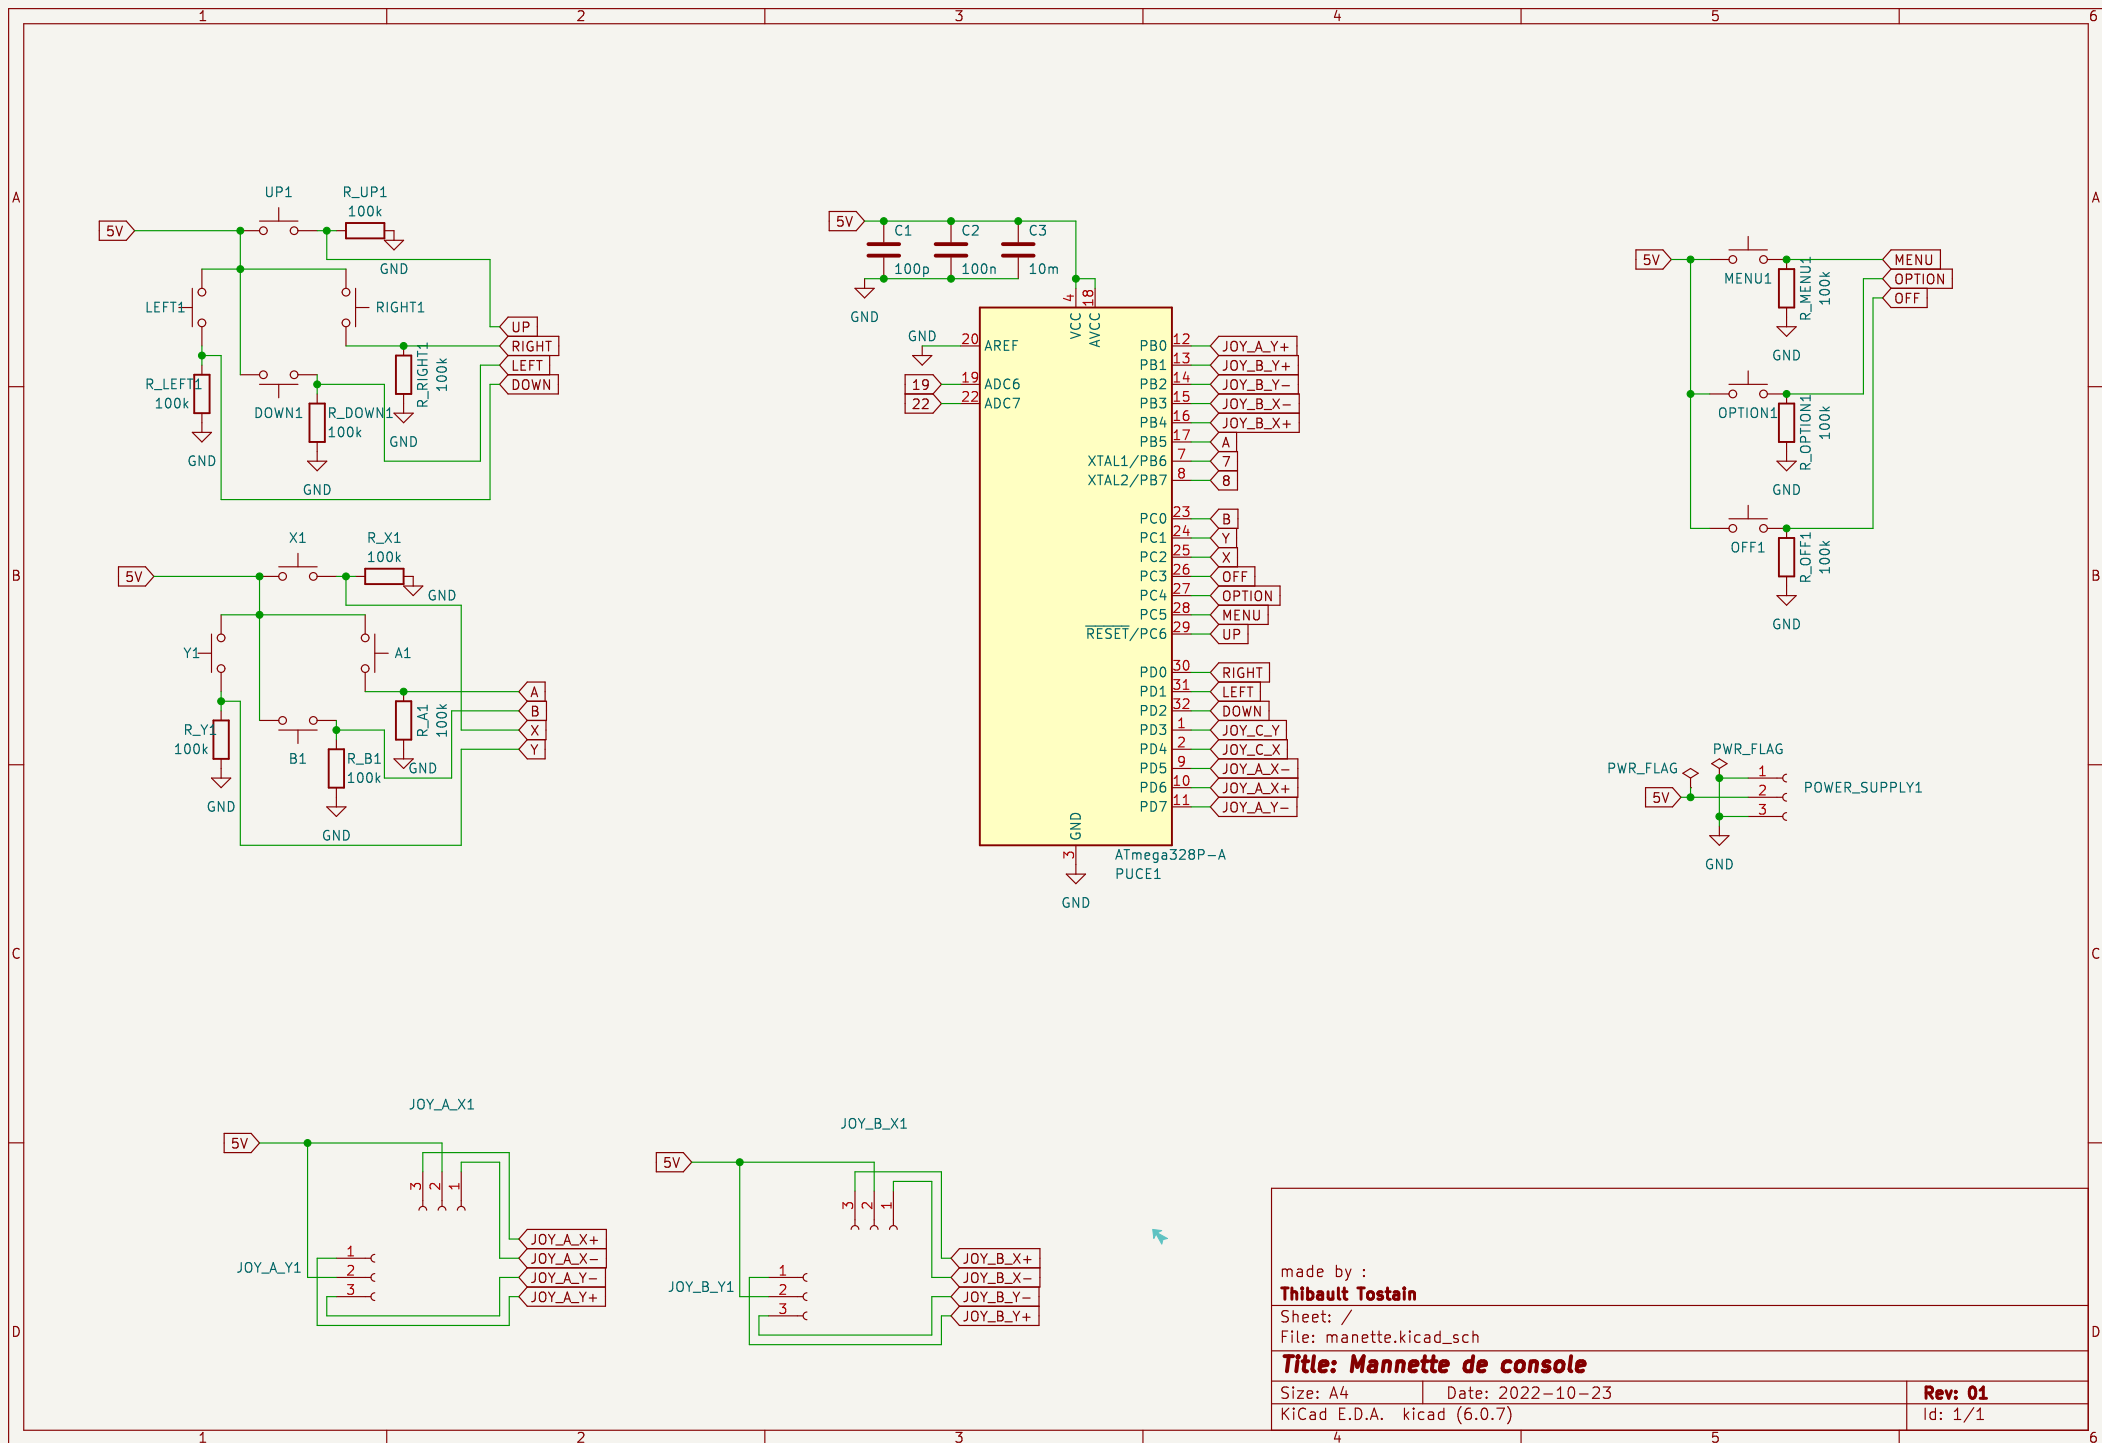 1 2 3 4 5 6
A A
UP1
R_UP1
100k
5V
GND
LEFT1
RIGHT1
UP
RIGHT
LEFT
DOWN
R_LEFT1
100k
GND
DOWN1
R_DOWN1
100k
GND
R_RIGHT1
100k
GND
5V
C1
100p
C2
100n
C3
10m
GND
4 VCC
18 AVCC
GND
20 AREF
19 19 ADC6
22 22 ADC7
PB0 12 JOY_A_Y+
PB1 13 JOY_B_Y+
PB2 14 JOY_B_Y-
PB3 15 JOY_B_X-
PB4 16 JOY_B_X+
PB5 17 A
XTAL1/PB6 7 7
XTAL2/PB7 8 8
PC0 23 B
PC1 24 Y
PC2 25 X
PC3 26 OFF
PC4 27 OPTION
PC5 28 MENU
RESET/PC6 29 UP
PD0 30 RIGHT
PD1 31 LEFT
PD2 32 DOWN
PD3 1 JOY_C_Y
PD4 2 JOY_C_X
PD5 9 JOY_A_X-
PD6 10 JOY_A_X+
PD7 11 JOY_A_Y-
GND
3
ATmega328P-A
PUCE1
GND
5V
MENU1
R_MENU1
100k
GND
MENU
OPTION
OFF
OPTION1
R_OPTION1
100k
GND
OFF1
R_OFF1
100k
GND
B B
X1
R_X1
100k
5V
GND
Y1
A1
A
B
X
Y
R_Y1
100k
GND
B1
R_B1
100k
GND
R_A1
100k
GND
PWR_FLAG
PWR_FLAG
5V
1
2
3
POWER_SUPPLY1
GND
C C
JOY_A_X1
5V
3 2 1
JOY_A_Y1
1
2
3
JOY_A_X+
JOY_A_X-
JOY_A_Y-
JOY_A_Y+
JOY_B_X1
5V
3 2 1
JOY_B_Y1
1
2
3
JOY_B_X+
JOY_B_X-
JOY_B_Y-
JOY_B_Y+
D D
made by :
Thibault Tostain
Sheet: /
File: manette.kicad_sch
Title: Mannette de console
Size: A4 Date: 2022-10-23 Rev: 01
KiCad E.D.A. kicad (6.0.7) Id: 1/1
1 2 3 4 5 6